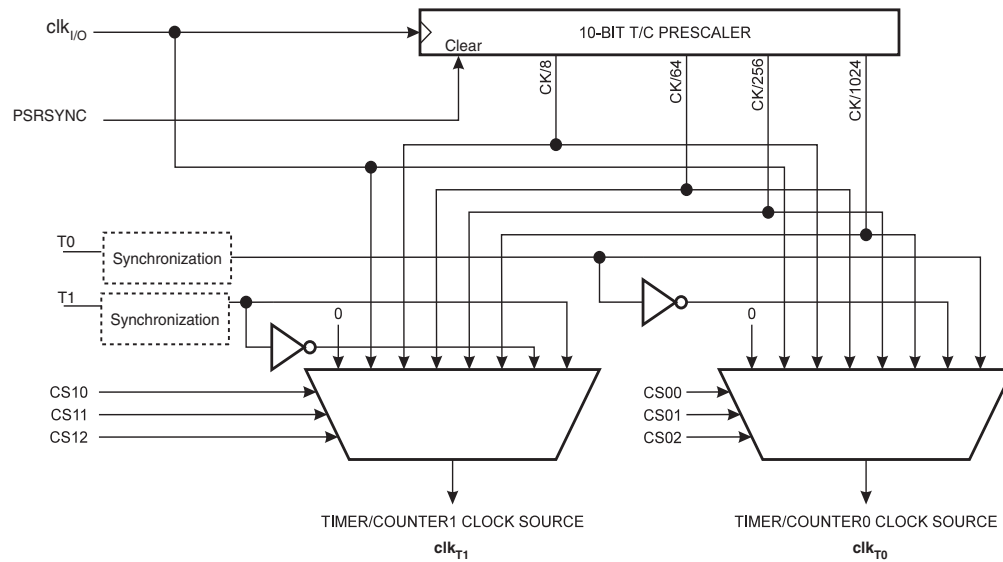 clkI/O
10-BIT T/C PRESCALER
Clear
CK/8
CK/64
CK/256
CK/1024
PSRSYNC
T0
Synchronization
T1
Synchronization
0
0
CS10
CS11
CS12
CS00
CS01
CS02
TIMER/COUNTER1 CLOCK SOURCE
clkT1
TIMER/COUNTER0 CLOCK SOURCE
clkT0